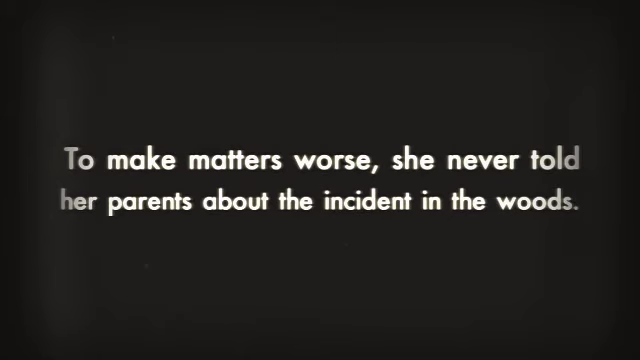 To make matters worse, she never told
her parents about the incident in the woods.